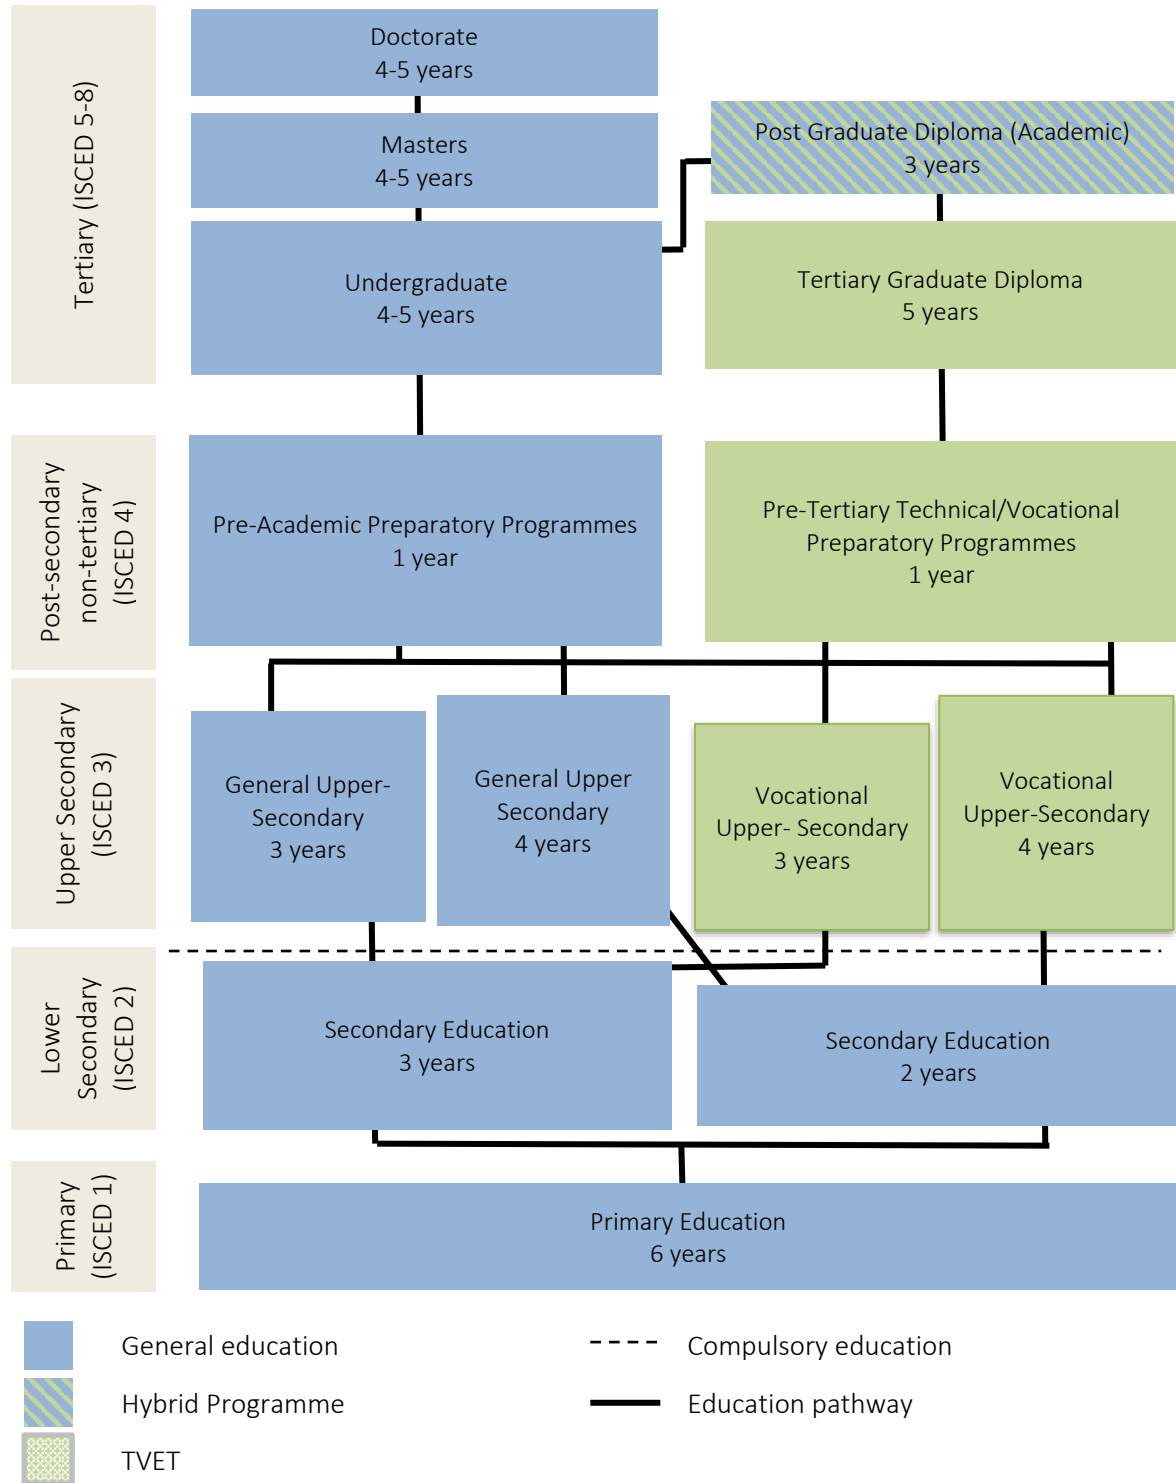 Tertiary (ISCED 5-8)
Doctorate
4-5 years
Masters
4-5 years
Post Graduate Diploma (Academic)
3 years
Undergraduate
4-5 years
Tertiary Graduate Diploma
5 years
Post-secondary
non-tertiary
(ISCED 4)
Pre-Academic Preparatory Programmes
1 year
Pre-Tertiary Technical/Vocational
Preparatory Programmes
1 year
Upper Secondary
(ISCED 3)
General Upper-
Secondary
3 years
General Upper
Secondary
4 years
Vocational
Upper- Secondary
3 years
Vocational
Upper-Secondary
4 years
Lower
Secondary
(ISCED 2)
Secondary Education
3 years
Secondary Education
2 years
Primary
(ISCED 1)
Primary Education
6 years
General education
Compulsory education
Hybrid Programme
Education pathway
TVET